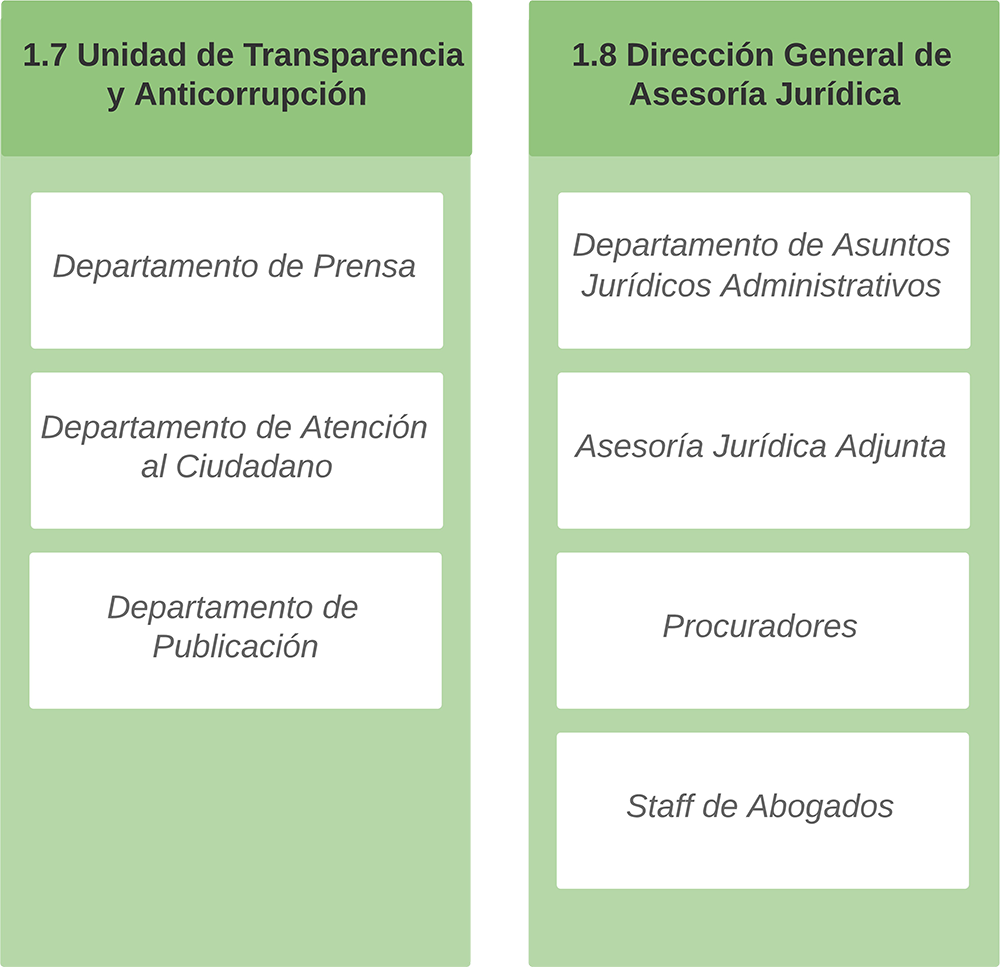 1.7 Unidad de Transparencia
y Anticorrupción
Departamento de Prensa
Departamento de Atención
al Ciudadano
Departamento de
Publicación
1.8 Dirección General de
Asesoría Jurídica
Departamento de Asuntos
Jurídicos Administrativos
Asesoría Jurídica Adjunta
Procuradores
Staff de Abogados